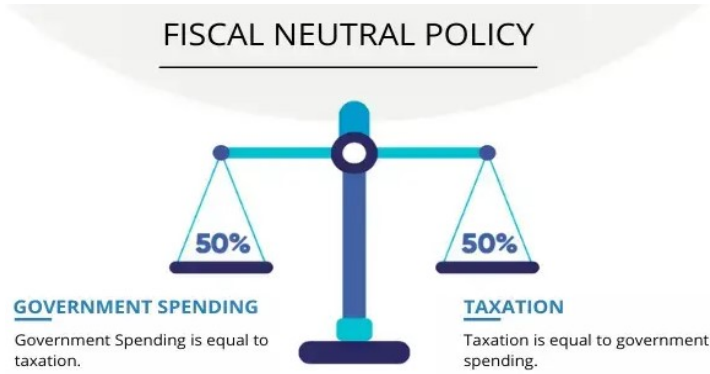 FISCAL NEUTRAL POLICY
50%
50%
GOVERNMENT SPENDING
Government Spending is equal to
taxation.
TAXATION
Taxation is equal to government
spending.